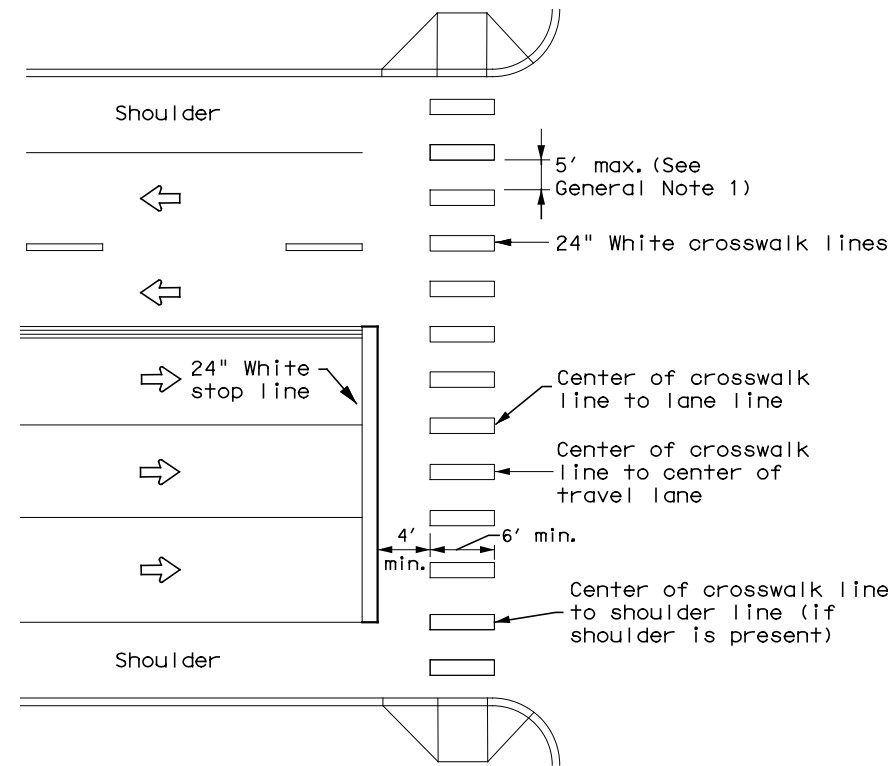 Shoulder
5' max. (See
General Note 1)
24" White crosswalk lines
24" White
stop line
Center of crosswalk
line to lane line
Center of crosswalk
line to center of
travel lane
4'
min.
6' min.
Center of crosswalk line
to shoulder line (if
shoulder is present)
Shoulder